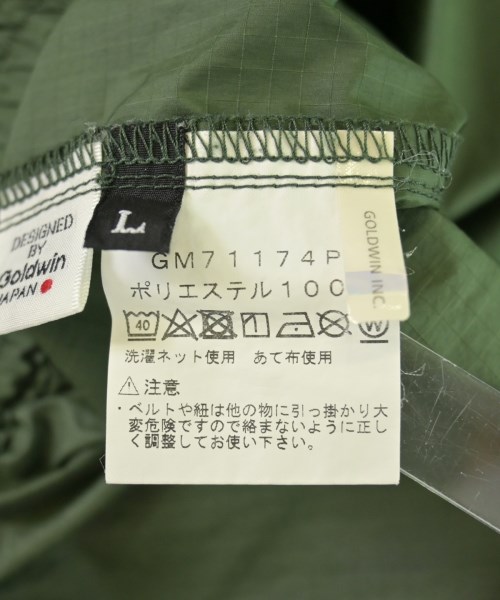 DESIGNED
BY
Goldwin
JAPAN
L
GOLDWIN INC.
GM71174P
ポリエステル100
40
W
洗濯ネット使用 あて布使用
⚠注意
・ベルトや紐は他の物に引っ掛かり大
変危険ですので絡まないように正し
く調整してお使い下さい。